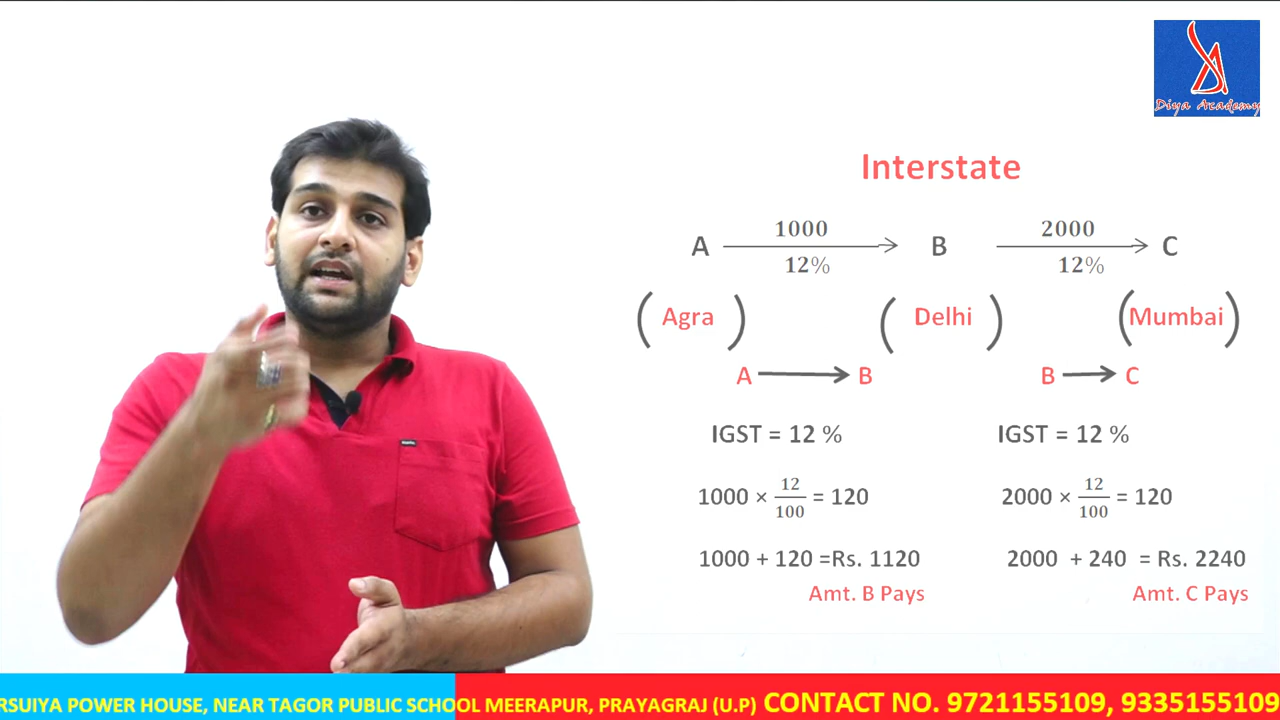 Diya Academy
Interstate
A 1000 12% B 2000 12% C
(Agra) (Delhi) (Mumbai)
A B B C
IGST = 12 % IGST = 12 %
1000 × 12/100 = 120 2000 × 12/100 = 120
1000 + 120 =Rs. 1120 2000 + 240 = Rs. 2240
Amt. B Pays Amt. C Pays
RSUIYA POWER HOUSE, NEAR TAGOR PUBLIC SCHOOL MEERAPUR, PRAYAGRAJ (U.P) CONTACT NO. 9721155109, 9335155109